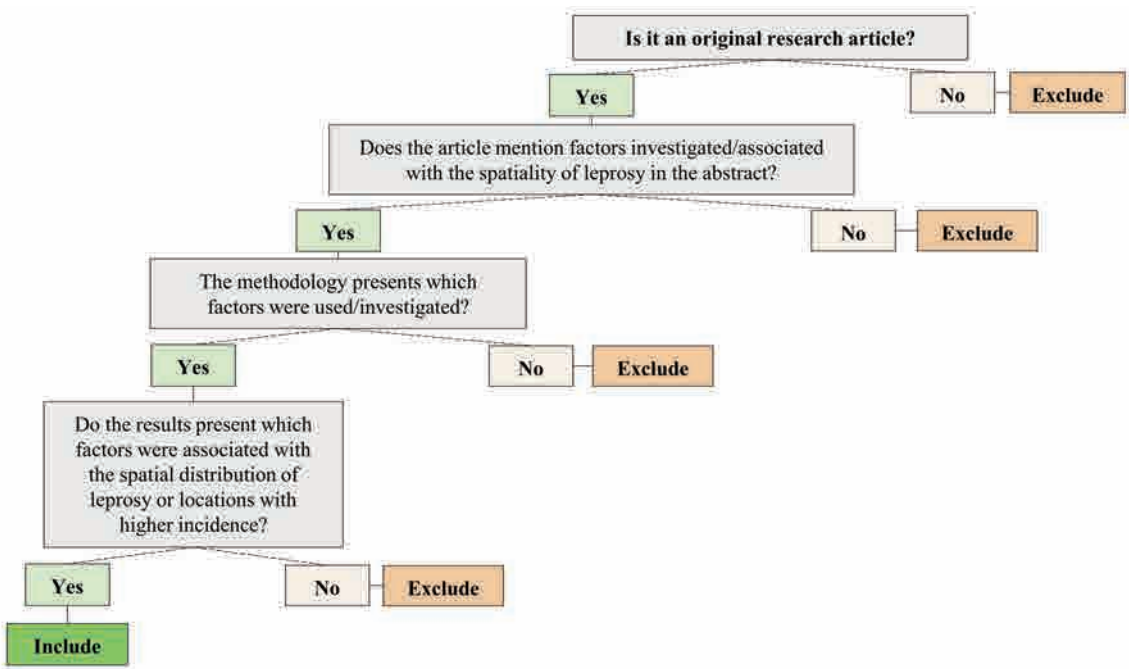 Is it an original research article?
Yes
No
Exclude
Does the article mention factors investigated/associated
with the spatiality of leprosy in the abstract?
Yes
No
Exclude
The methodology presents which
factors were used/investigated?
Yes
No
Exclude
Do the results present which
factors were associated with
the spatial distribution of
leprosy or locations with
higher incidence?
Yes
No
Exclude
Include